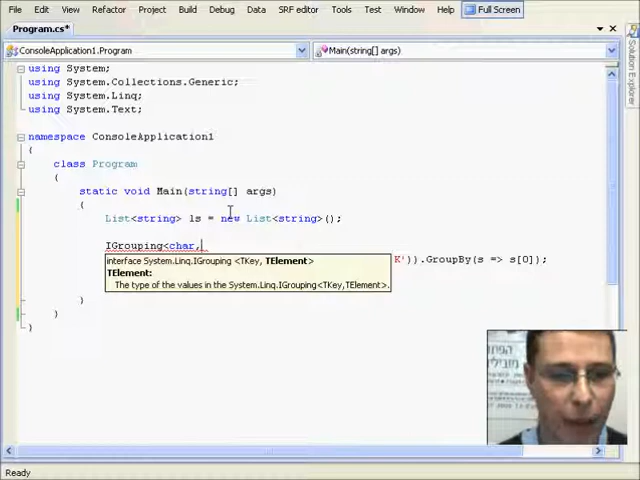 File Edit View Project Build Debug Data SRF editor Tools Test Window Help Full Screen
Program.cs*
ConsoleApplication1.Program Main(string[] args)
using System;
using System.Collections.Generic;
using System.Linq;
using System.Text;
namespace ConsoleApplication1
{
class Program
{
static void Main(string[] args)
{
List<string> ls = new List<string>();
IGrouping<char,
K')).GroupBy(s => s[0]);
interface System.Linq.IGrouping <TKey, TElement>
TElement:
The type of the values in the System.Linq.IGrouping<TKey,TElement>.
}
}
}
Solution Explorer
Ready